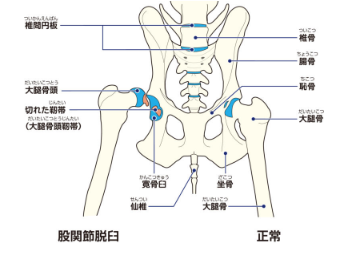 ついかんえんばん
椎間円板
だいたいこつとう
大腿骨頭
じんたい
切れた靭帯
だいたいこつとうじんたい
(大腿骨頭靭帯)
かんこつきゅう
寛骨臼
せんつい
仙椎
ついこつ
椎骨
ちょうこつ
腸骨
ちこつ
恥骨
だいたいこつ
大腿骨
ざこつ
坐骨
だいたいこつ
大腿骨
股関節脱臼
正常